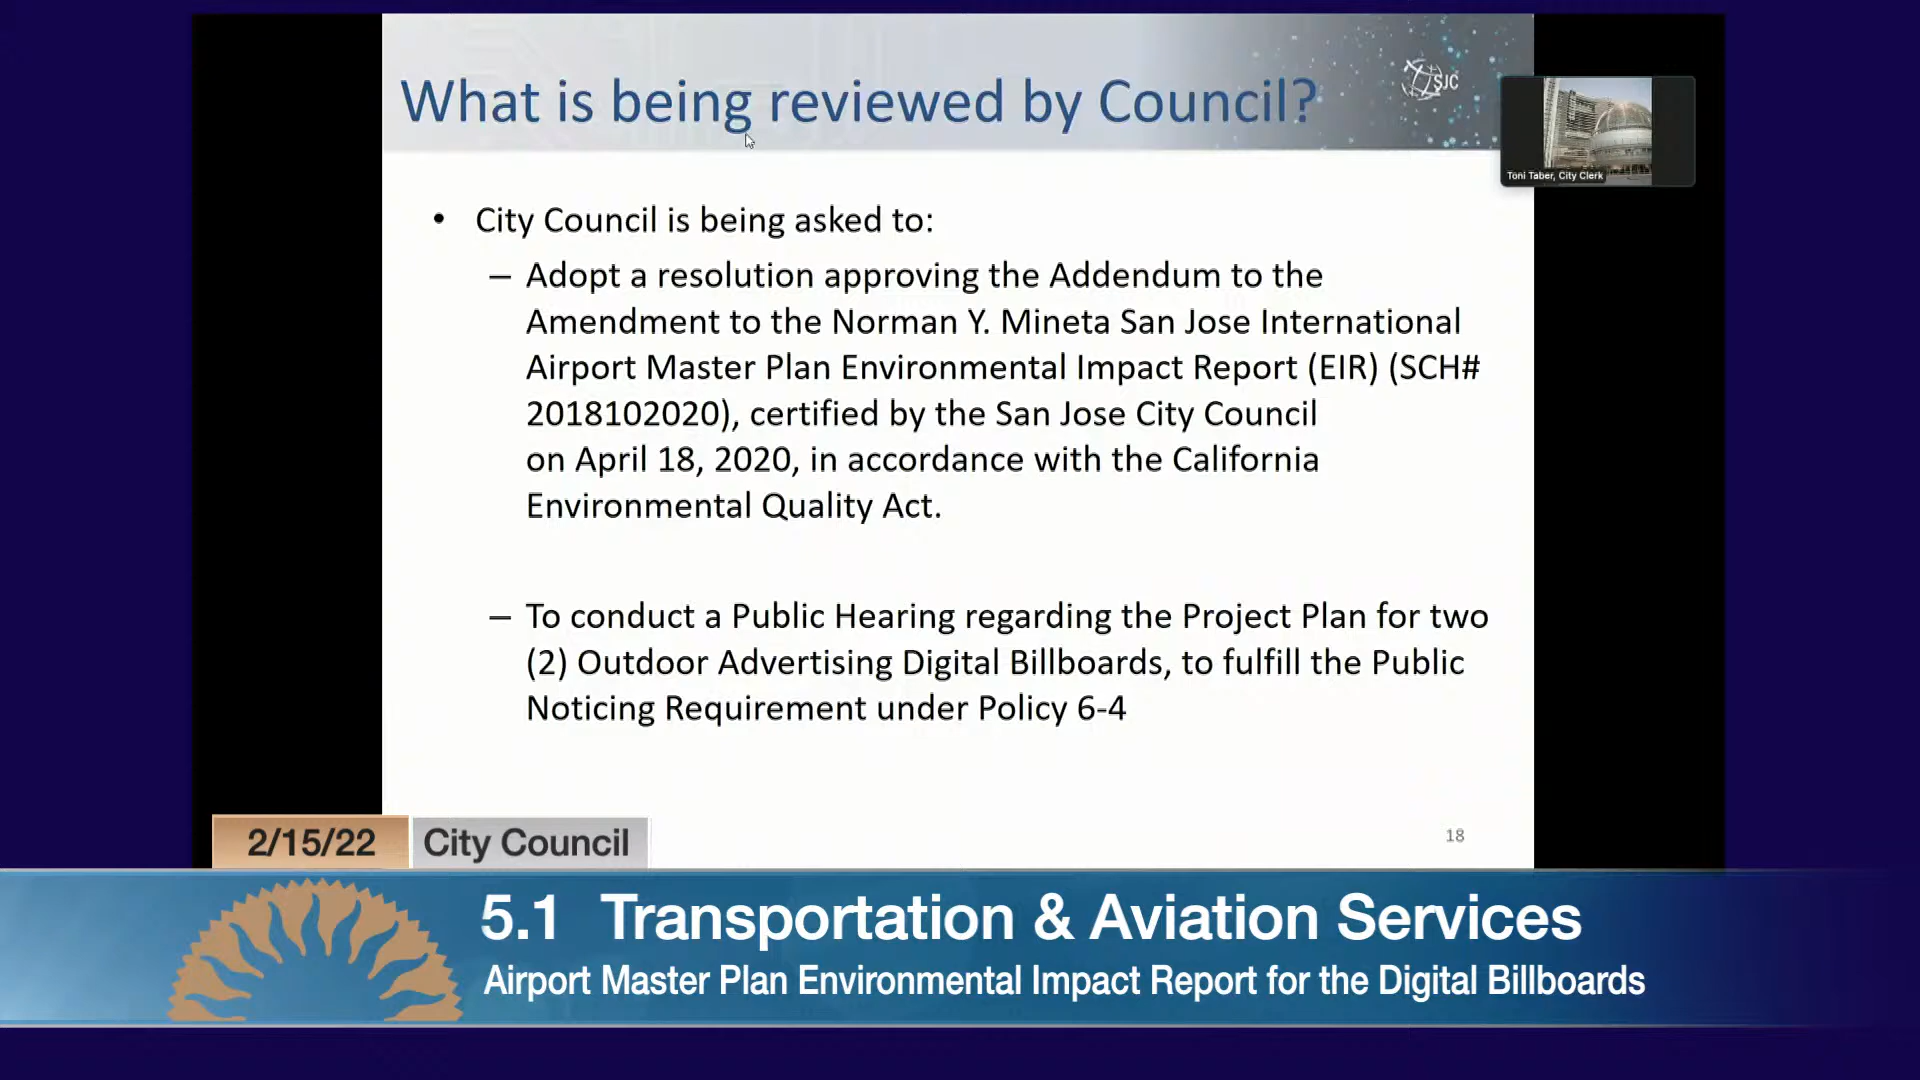 What is being reviewed by Council?
SJC
Toni Taber, City Clerk
• City Council is being asked to:
– Adopt a resolution approving the Addendum to the
Amendment to the Norman Y. Mineta San Jose International
Airport Master Plan Environmental Impact Report (EIR) (SCH#
2018102020), certified by the San Jose City Council
on April 18, 2020, in accordance with the California
Environmental Quality Act.
– To conduct a Public Hearing regarding the Project Plan for two
(2) Outdoor Advertising Digital Billboards, to fulfill the Public
Noticing Requirement under Policy 6-4
18
2/15/22 City Council
5.1 Transportation & Aviation Services
Airport Master Plan Environmental Impact Report for the Digital Billboards